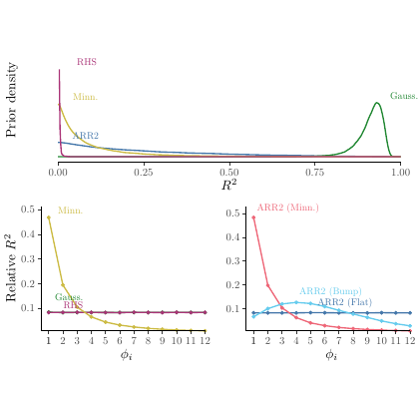 Prior density
RHS
Minn.
Gauss.
ARR2
0.00 0.25 0.50 0.75 1.00
R²
Relative R²
0.5
0.4
0.3
0.2
0.1
Minn.
Gauss.
RHS
1 2 3 4 5 6 7 8 9 10 11 12
ϕᵢ
0.5
0.4
0.3
0.2
0.1
ARR2 (Minn.)
ARR2 (Bump)
ARR2 (Flat)
1 2 3 4 5 6 7 8 9 10 11 12
ϕᵢ